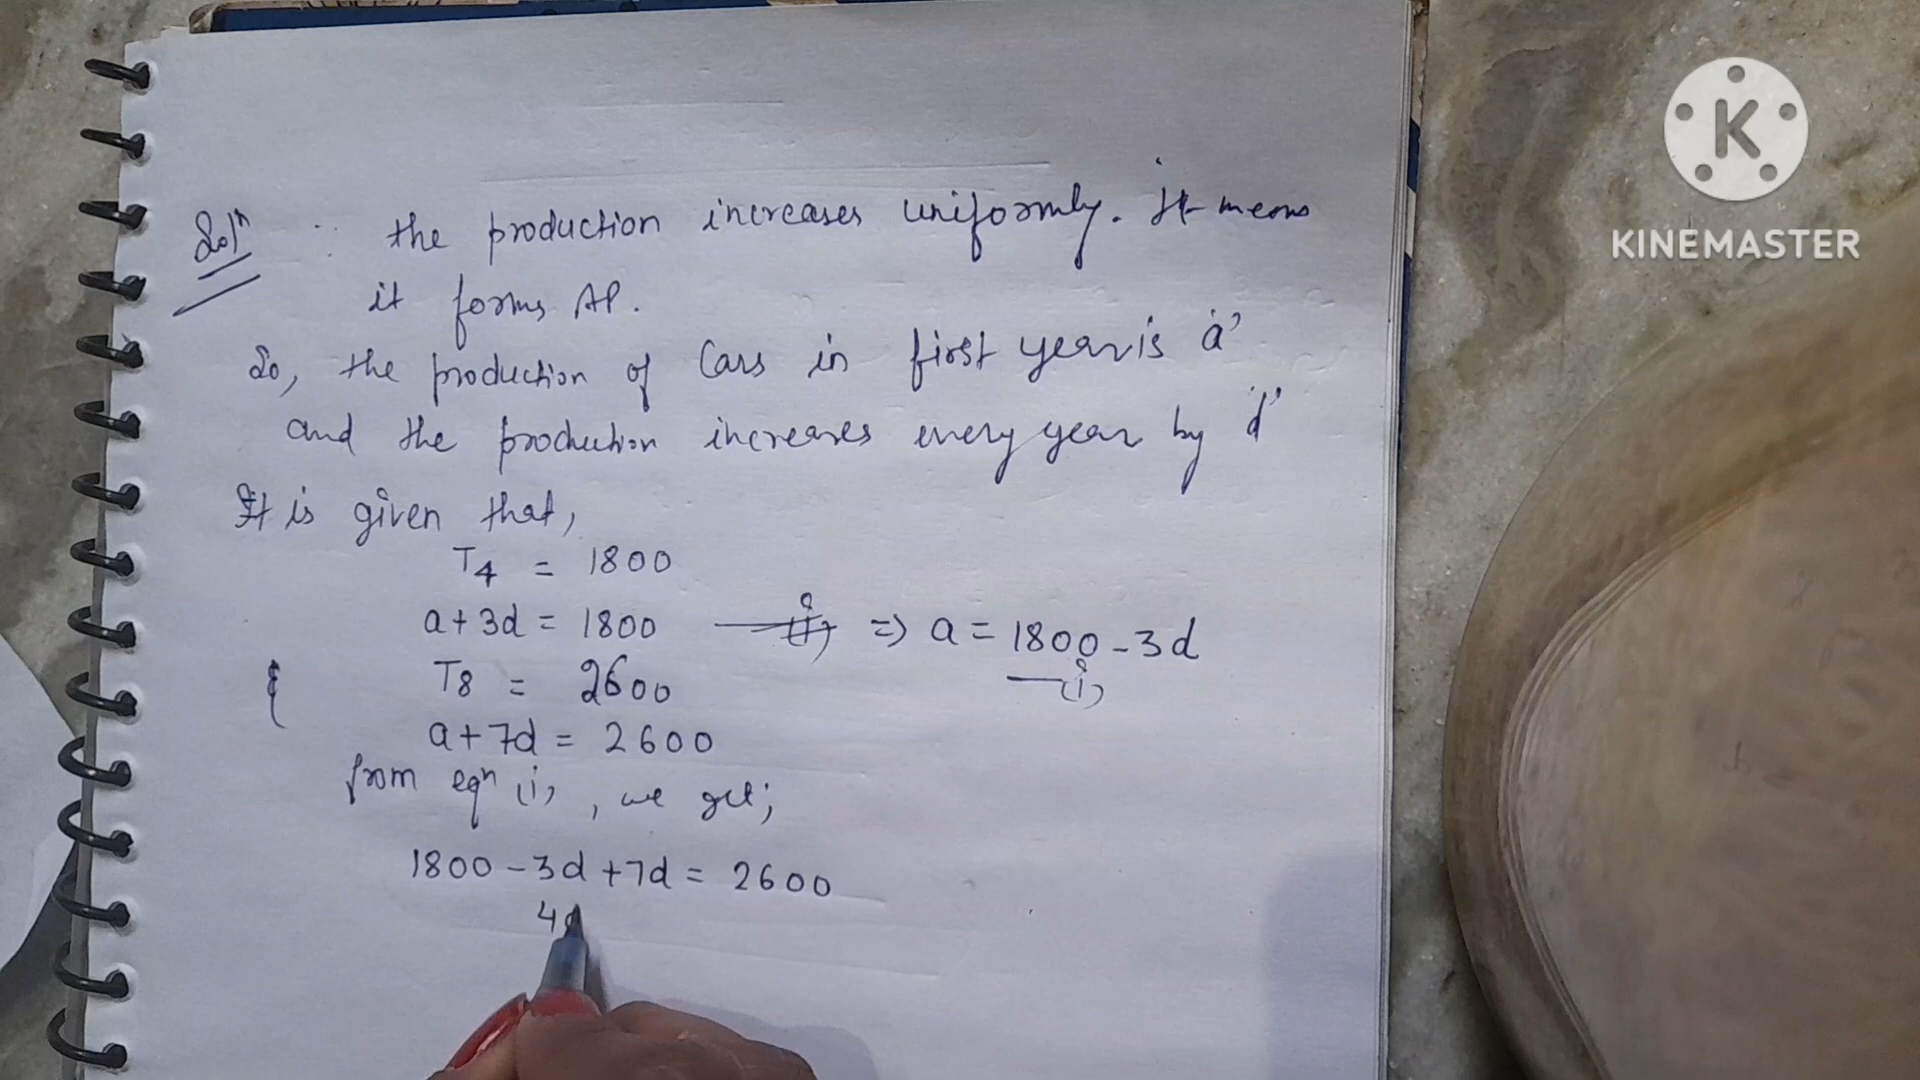 Solⁿ ∵ the production increases uniformly. It means
it forms AP.
So, the production of Cars in first year is 'a'
and the production increases every year by 'd'
It is given that,
T₄ = 1800
a + 3d = 1800 ⇒ a = 1800 - 3d
(i)
T₈ = 2600
a + 7d = 2600
from eqⁿ (i), we get;
1800 - 3d + 7d = 2600
4d
K
KINEMASTER